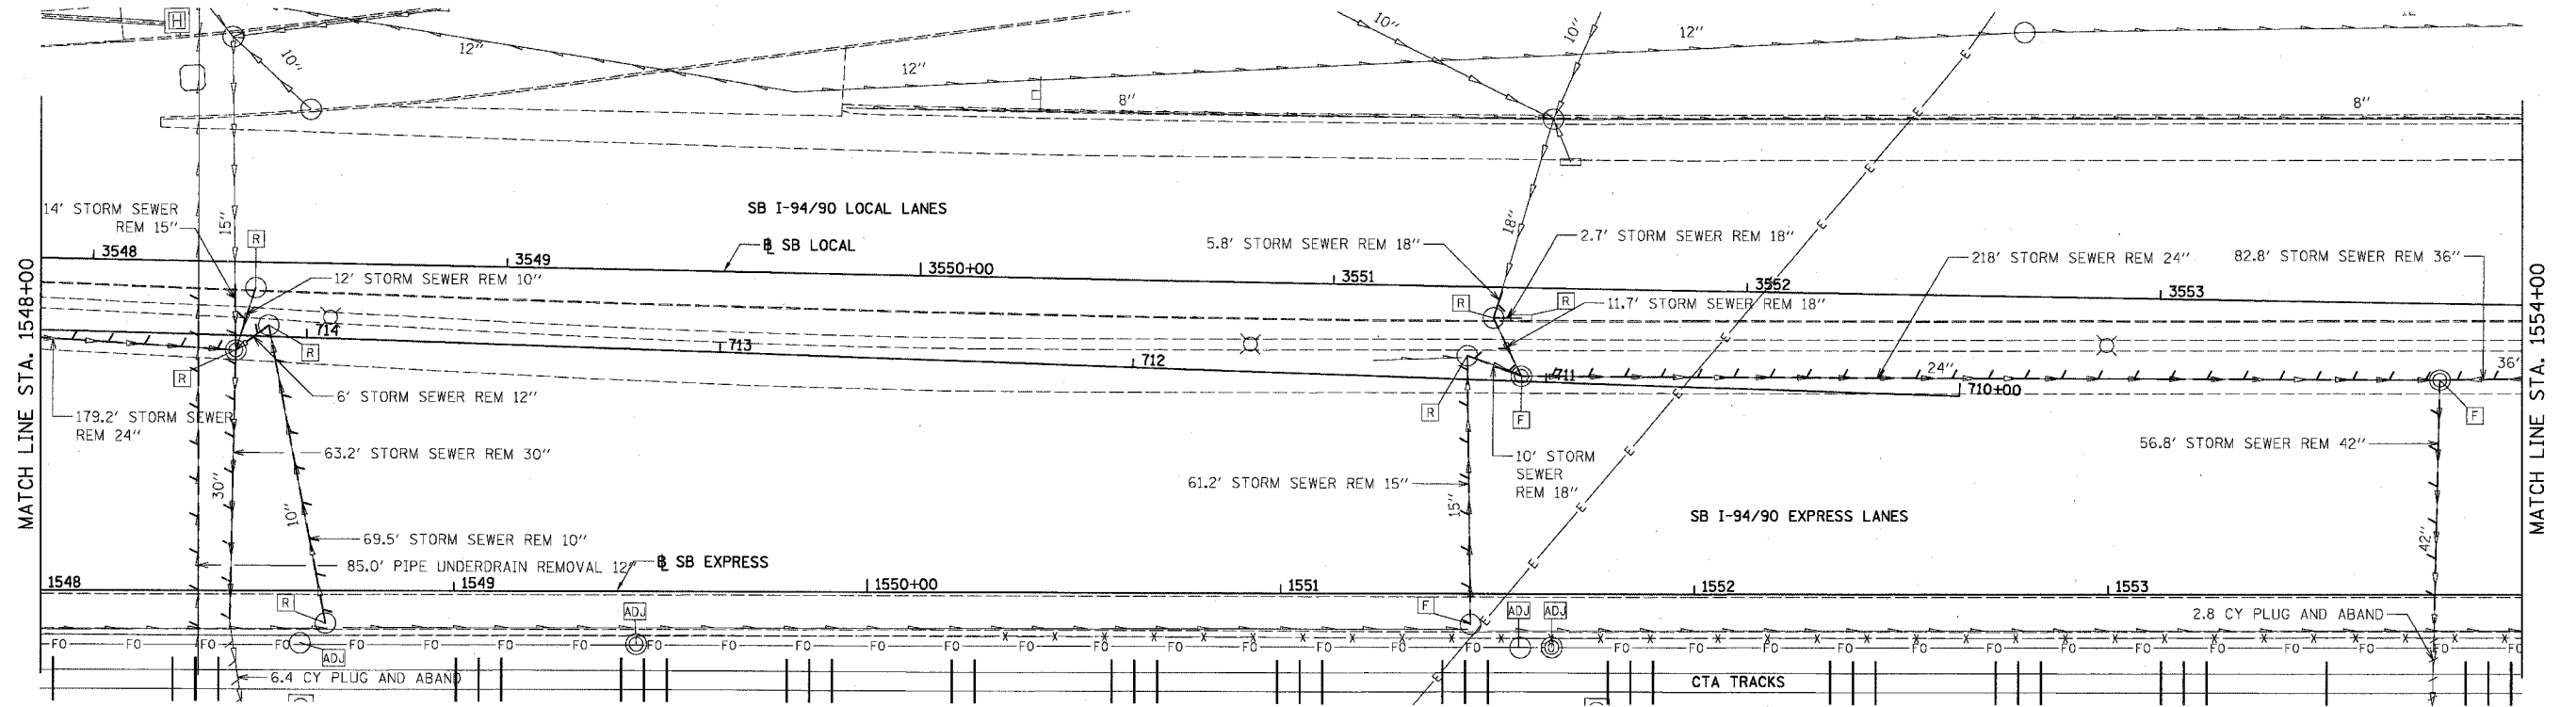 H
10"
12"
12"
8"
10"
10"
12"
8"
MATCH LINE STA. 1548+00
14' STORM SEWER
REM 15"
15"
R
SB I-94/90 LOCAL LANES
℄ SB LOCAL
3548
3549
3550+00
3551
3552
3553
12' STORM SEWER REM 10"
5.8' STORM SEWER REM 18"
18"
2.7' STORM SEWER REM 18"
R
R
11.7' STORM SEWER REM 18"
218' STORM SEWER REM 24"
82.8' STORM SEWER REM 36"
MATCH LINE STA. 1554+00
714
713
712
711
710+00
R
R
24"
36"
6' STORM SEWER REM 12"
179.2' STORM SEWER
REM 24"
R
F
F
63.2' STORM SEWER REM 30"
30"
10"
61.2' STORM SEWER REM 15"
15"
10' STORM
SEWER
REM 18"
56.8' STORM SEWER REM 42"
42"
SB I-94/90 EXPRESS LANES
69.5' STORM SEWER REM 10"
85.0' PIPE UNDERDRAIN REMOVAL 12"
℄ SB EXPRESS
1548
1549
1550+00
1551
1552
1553
R
ADJ
F
ADJ
ADJ
2.8 CY PLUG AND ABAND
FO
ADJ
6.4 CY PLUG AND ABAND
CTA TRACKS